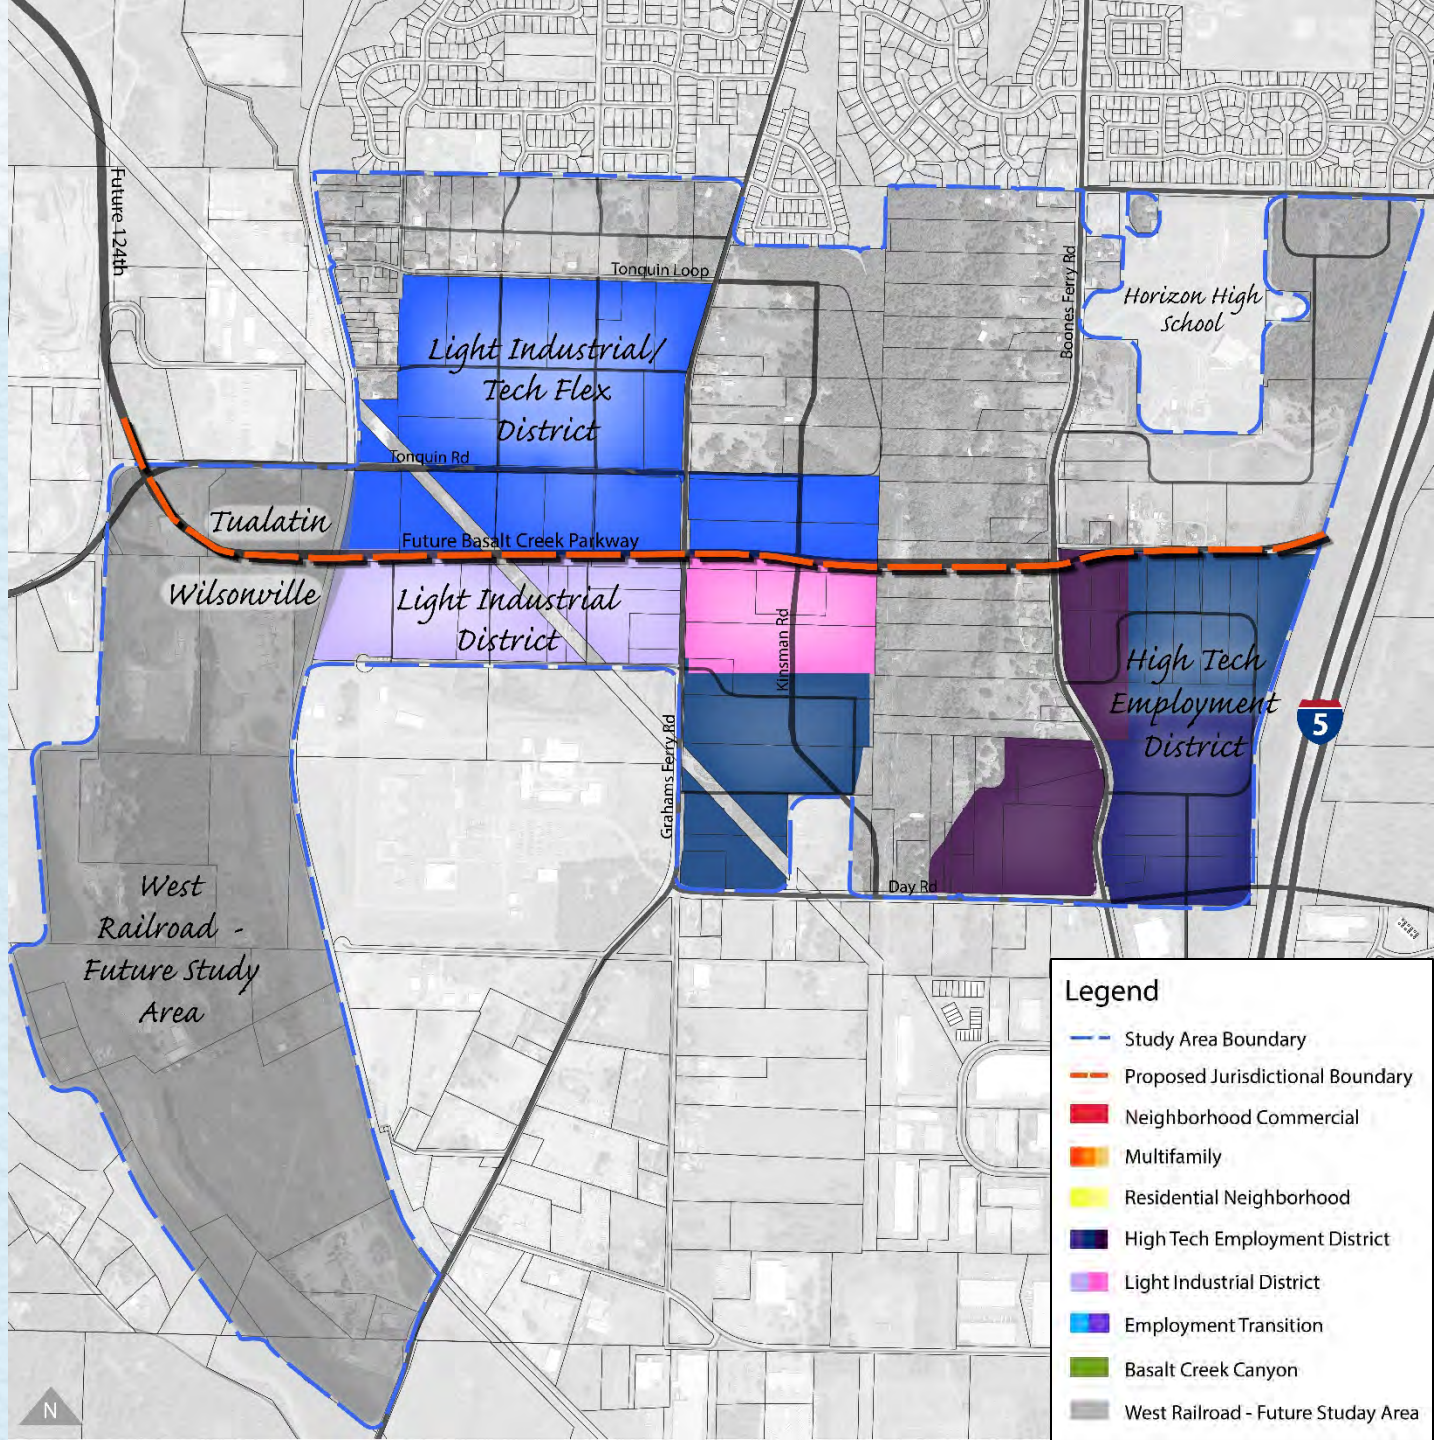 Future 124th
Tonquin Loop
Boones Ferry Rd
Horizon High
School
Light Industrial/
Tech Flex
District
Tonquin Rd
Tualatin
Future Basalt Creek Parkway
Wilsonville
Light Industrial
District
Kinsman Rd
High Tech
Employment
District
5
Grahams Ferry Rd
West
Railroad -
Future Study
Area
Day Rd
Legend
Study Area Boundary
Proposed Jurisdictional Boundary
Neighborhood Commercial
Multifamily
Residential Neighborhood
High Tech Employment District
Light Industrial District
Employment Transition
Basalt Creek Canyon
West Railroad - Future Studay Area
N